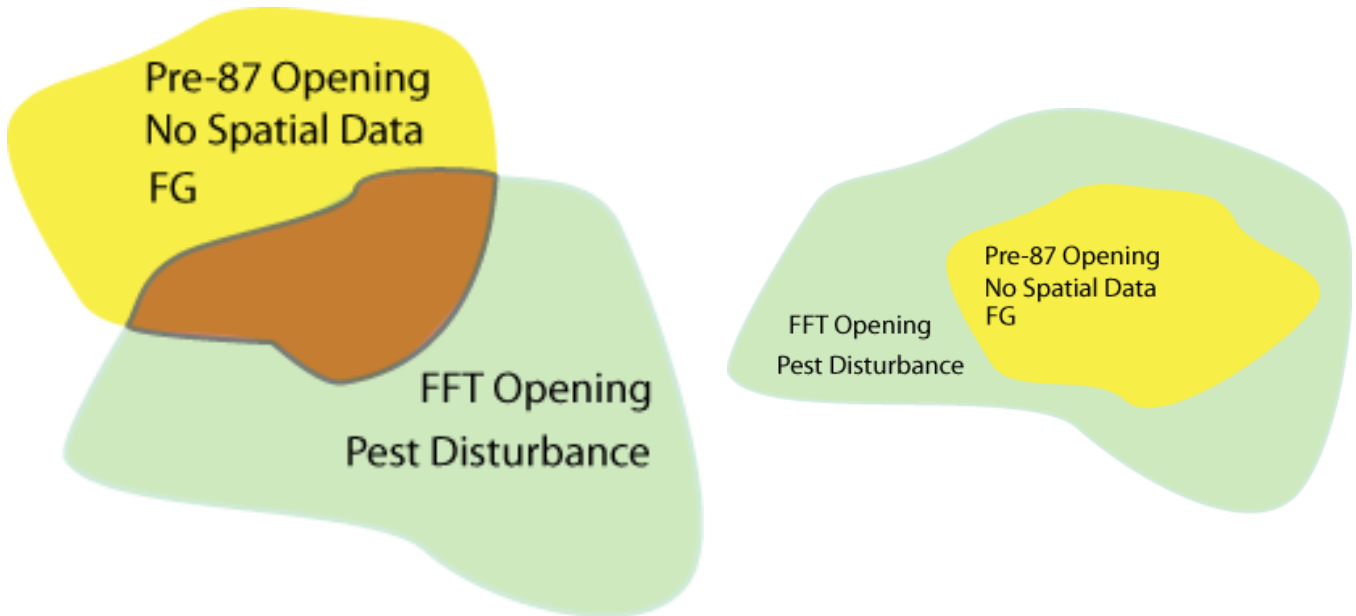 Pre-87 Opening
No Spatial Data
FG
FFT Opening
Pest Disturbance
Pre-87 Opening
No Spatial Data
FG
FFT Opening
Pest Disturbance